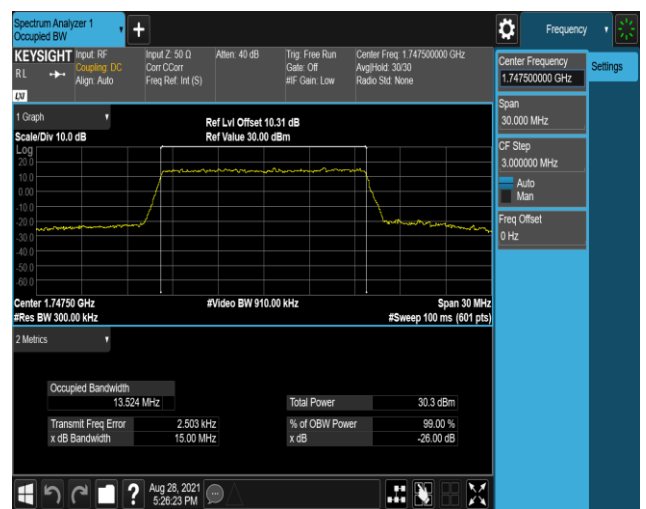 Spectrum Analyzer 1
Occupied BW
+
Frequency
KEYSIGHT
RL
LXI
Input: RF
Coupling: DC
Align: Auto
Input Z: 50 Ω
Corr CCorr
Freq Ref: Int (S)
Atten: 40 dB
Trig: Free Run
Gate: Off
#IF Gain: Low
Center Freq: 1.747500000 GHz
Avg|Hold: 30/30
Radio Std: None
Center Frequency
1.747500000 GHz
Settings
Span
30.000 MHz
CF Step
3.000000 MHz
Auto
Man
Freq Offset
0 Hz
1 Graph
Scale/Div 10.0 dB
Ref Lvl Offset 10.31 dB
Ref Value 30.00 dBm
Log
20.0
10.0
0.00
-10.0
-20.0
-30.0
-40.0
-50.0
-60.0
Center 1.74750 GHz
#Video BW 910.00 kHz
Span 30 MHz
#Res BW 300.00 kHz
#Sweep 100 ms (601 pts)
2 Metrics
Occupied Bandwidth
13.524 MHz
Total Power 30.3 dBm
Transmit Freq Error 2.503 kHz
% of OBW Power 99.00 %
x dB Bandwidth 15.00 MHz
x dB -26.00 dB
?
Aug 28, 2021
5:26:23 PM